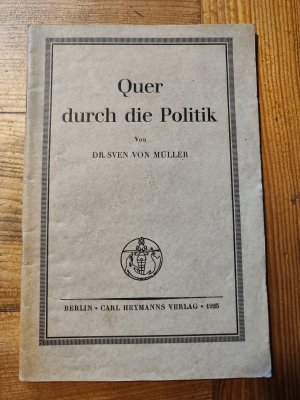 Quer
durch die Politik
Von
DR. SVEN VON MÜLLER
BERLIN • CARL HEYMANNS VERLAG • 1925